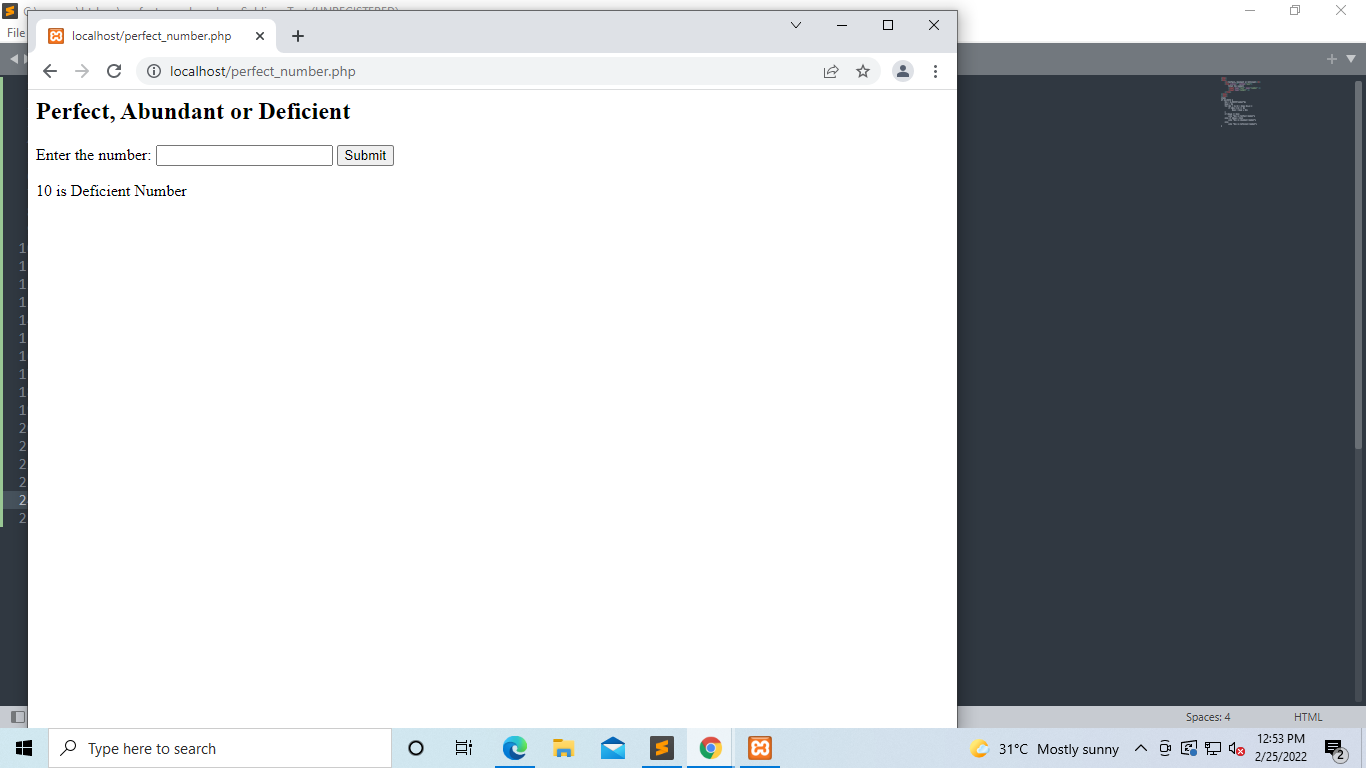 File
localhost/perfect_number.php
localhost/perfect_number.php
Perfect, Abundant or Deficient
Enter the number: Submit
10 is Deficient Number
1
1
1
1
1
1
1
1
1
1
2
2
2
2
2
2
Spaces: 4 HTML
Type here to search
31°C Mostly sunny
12:53 PM
2/25/2022
2